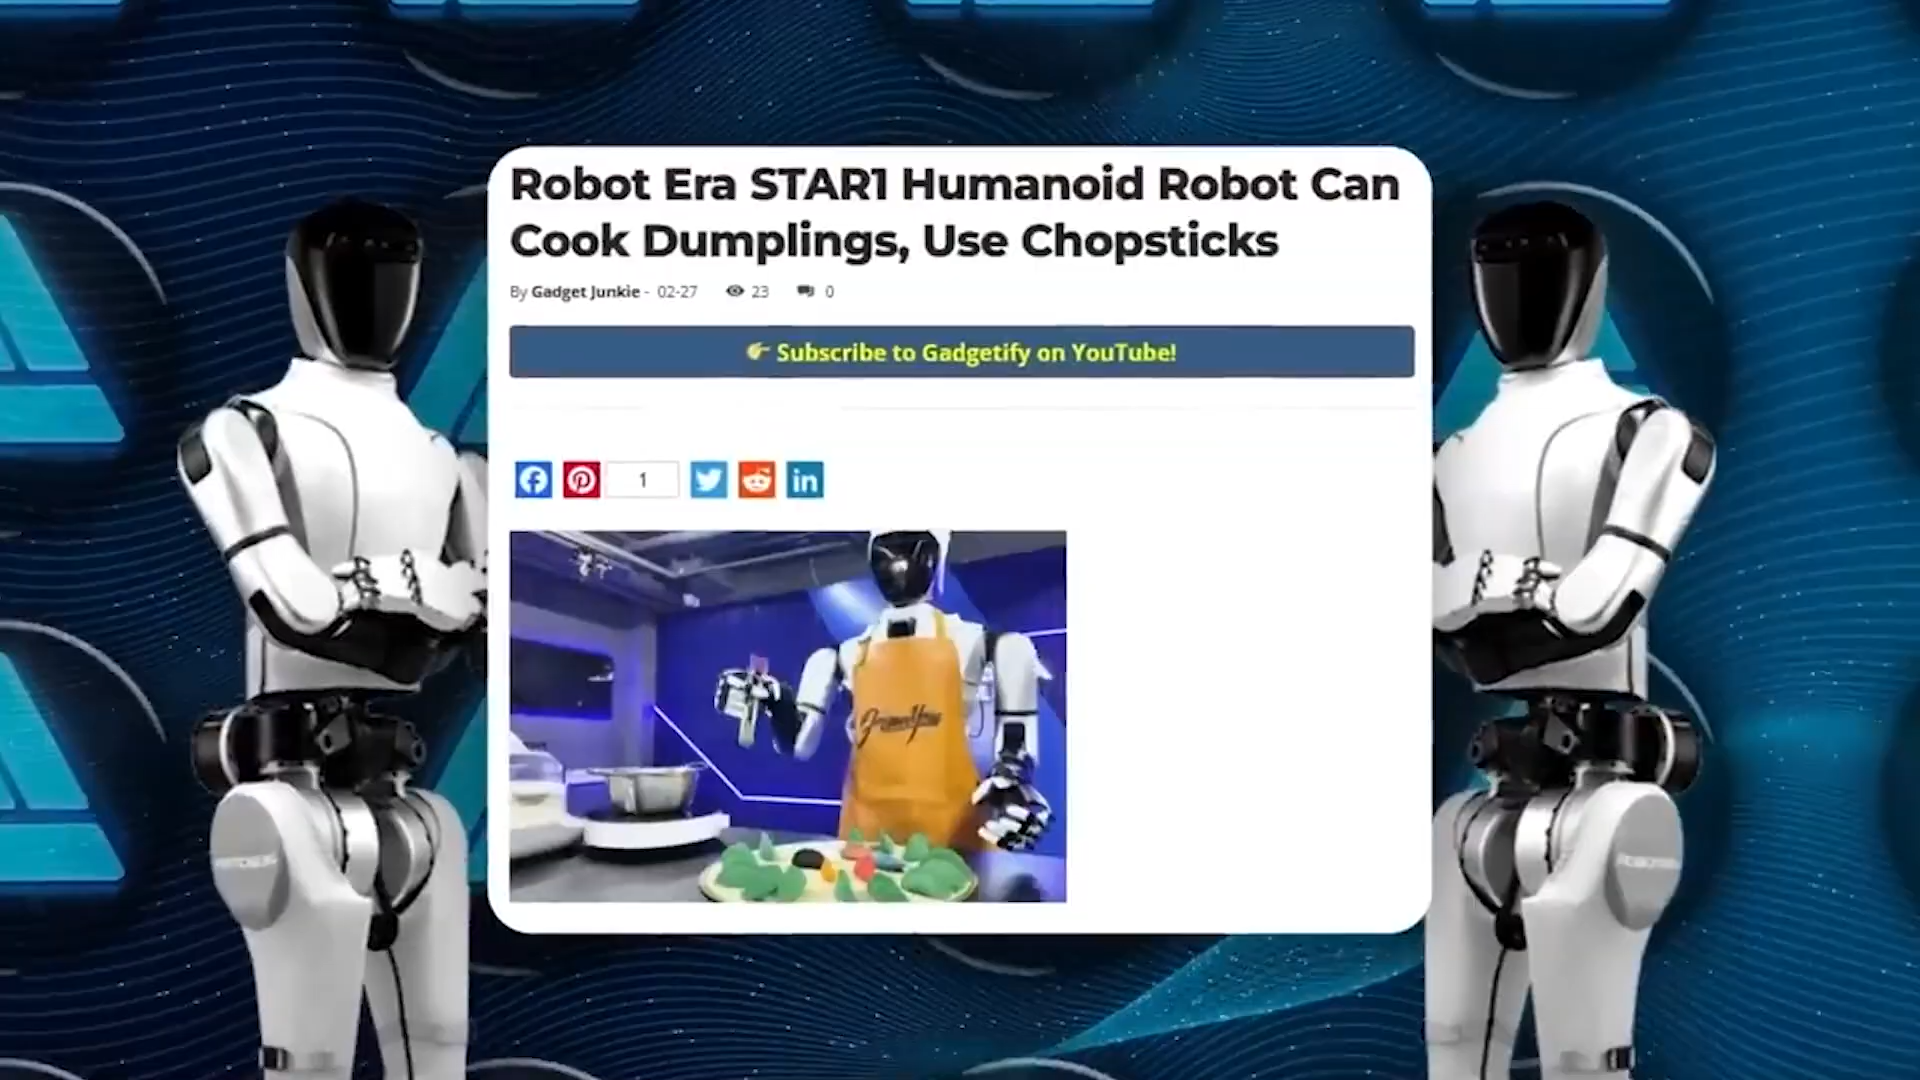 Robot Era STAR1 Humanoid Robot Can
Cook Dumplings, Use Chopsticks
By Gadget Junkie - 02-27 23 0
👉 Subscribe to Gadgetify on YouTube!
1
in